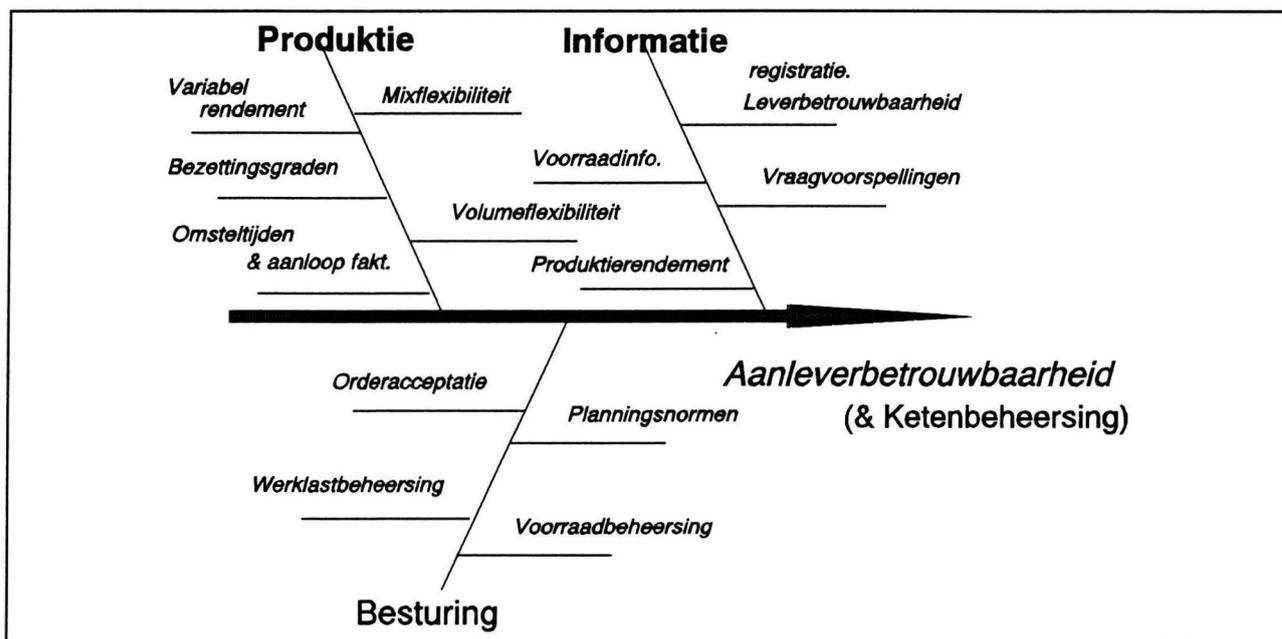 Produktie
Informatie
Variabel
rendement
Mixflexibiliteit
registratie.
Leverbetrouwbaarheid
Bezettingsgraden
Voorraadinfo.
Vraagvoorspellingen
Omsteltijden
& aanloop fakt.
Volumeflexibiliteit
Produktierendement
Aanleverbetrouwbaarheid
(& Ketenbeheersing)
Orderacceptatie
Planningsnormen
Werklastbeheersing
Voorraadbeheersing
Besturing